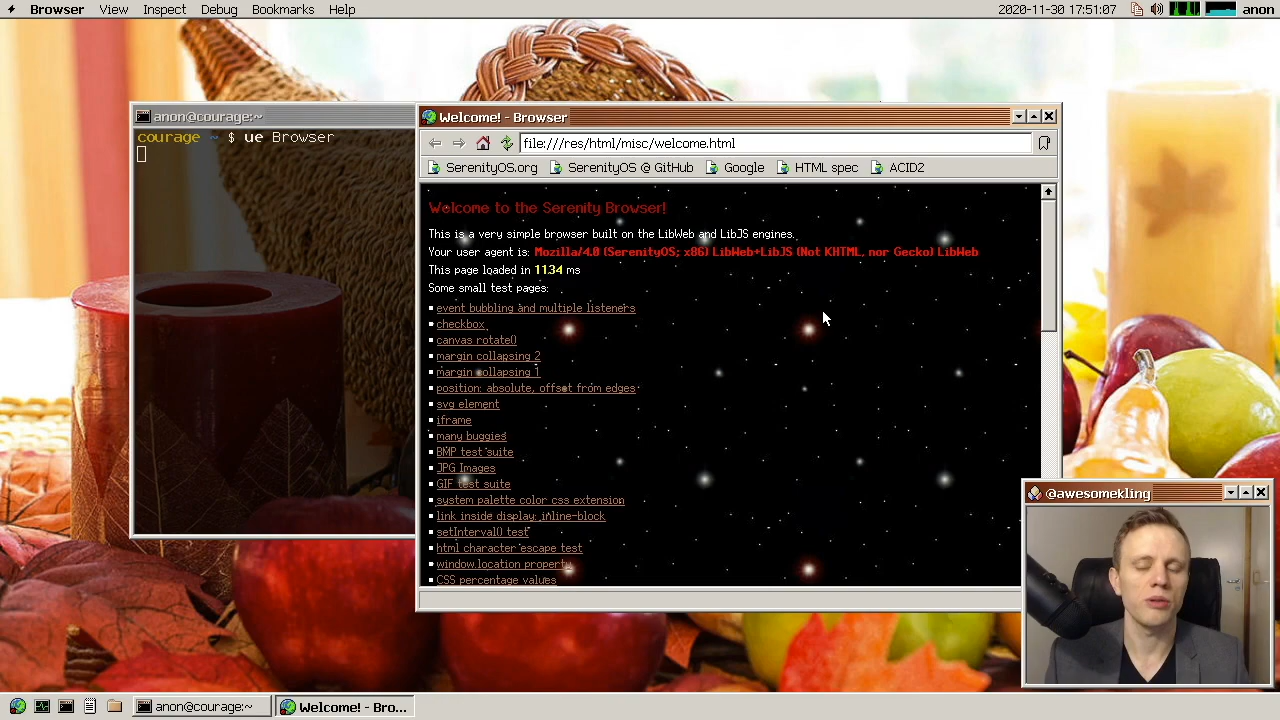 Browser View Inspect Debug Bookmarks Help 2020-11-30 17:51:07 anon
anon@courage:~
courage ~ $ ue Browser
Welcome! - Browser
file:///res/html/misc/welcome.html
SerenityOS.org SerenityOS @ GitHub Google HTML spec ACID2
Welcome to the Serenity Browser!
This is a very simple browser built on the LibWeb and LibJS engines.
Your user agent is: Mozilla/4.0 (SerenityOS; x86) LibWeb+LibJS (Not KHTML, nor Gecko) LibWeb
This page loaded in 1134 ms
Some small test pages:
event bubbling and multiple listeners
checkbox
canvas rotate()
margin collapsing 2
margin collapsing 1
position: absolute, offset from edges
svg element
iframe
many buggies
BMP test suite
JPG Images
GIF test suite
system palette color css extension
link inside display: inline-block
setInterval() test
html character escape test
window.location property
CSS percentage values
@awesomekling
anon@courage:~ Welcome! - Bro...